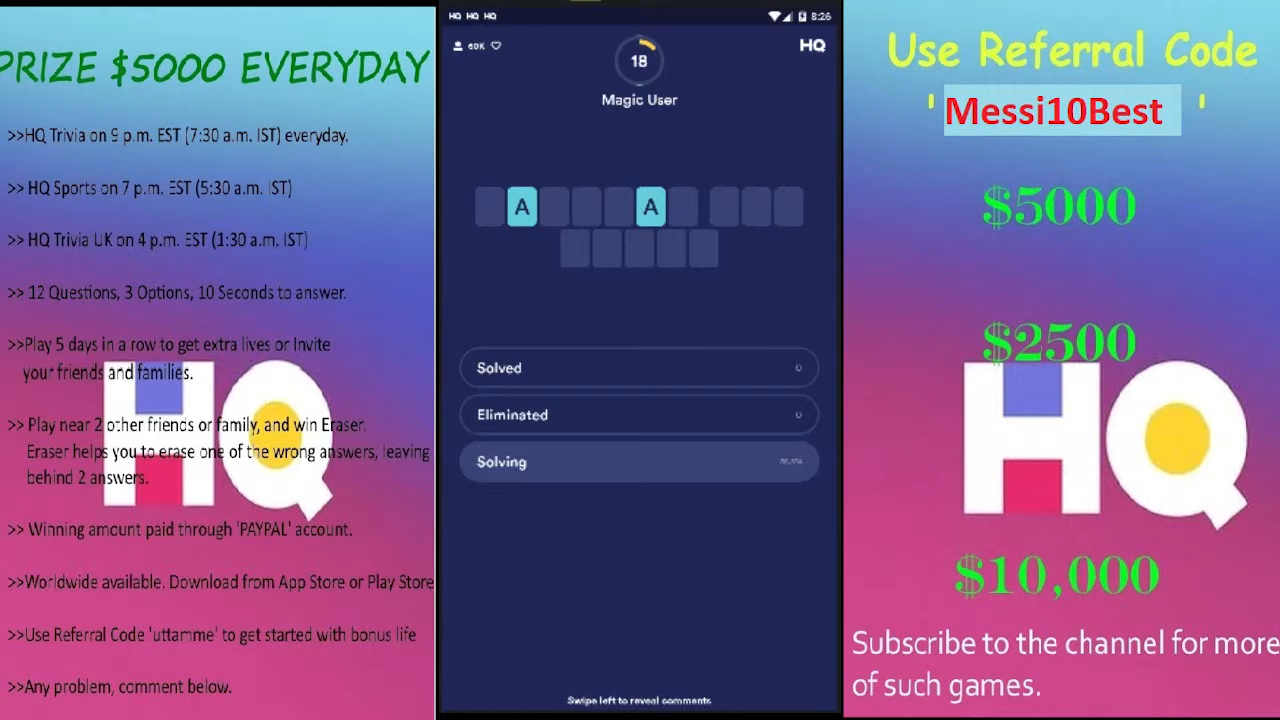 PRIZE $5000 EVERYDAY
>>HQ Trivia on 9 p.m. EST (7:30 a.m. IST) everyday.
>> HQ Sports on 7 p.m. EST (5:30 a.m. IST)
>> HQ Trivia UK on 4 p.m. EST (1:30 a.m. IST)
>> 12 Questions, 3 Options, 10 Seconds to answer.
>>Play 5 days in a row to get extra lives or Invite
your friends and families.
>> Play near 2 other friends or family, and win Eraser.
Eraser helps you to erase one of the wrong answers, leaving
behind 2 answers.
>> Winning amount paid through 'PAYPAL' account.
>>Worldwide available. Download from App Store or Play Store
>>Use Referral Code 'uttamme' to get started with bonus life
>>Any problem, comment below.
HQ
HQ HQ HQ
8:26
60K
18
HQ
Magic User
A A
Solved 0
Eliminated 0
Solving
Swipe left to reveal comments
Use Referral Code
' Messi10Best '
$5000
$2500
HQ
$10,000
Subscribe to the channel for more
of such games.